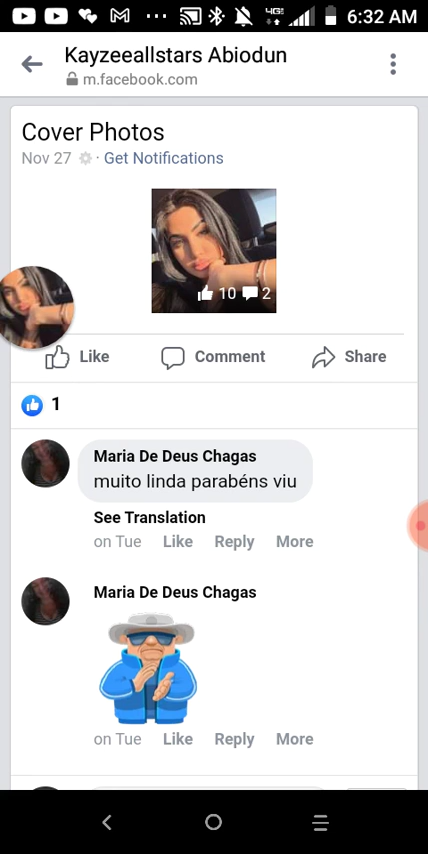 4G
6:32 AM
Kayzeeallstars Abiodun
m.facebook.com
Cover Photos
Nov 27 · Get Notifications
10 2
Like Comment Share
1
Maria De Deus Chagas
muito linda parabéns viu
See Translation
on Tue Like Reply More
Maria De Deus Chagas
on Tue Like Reply More